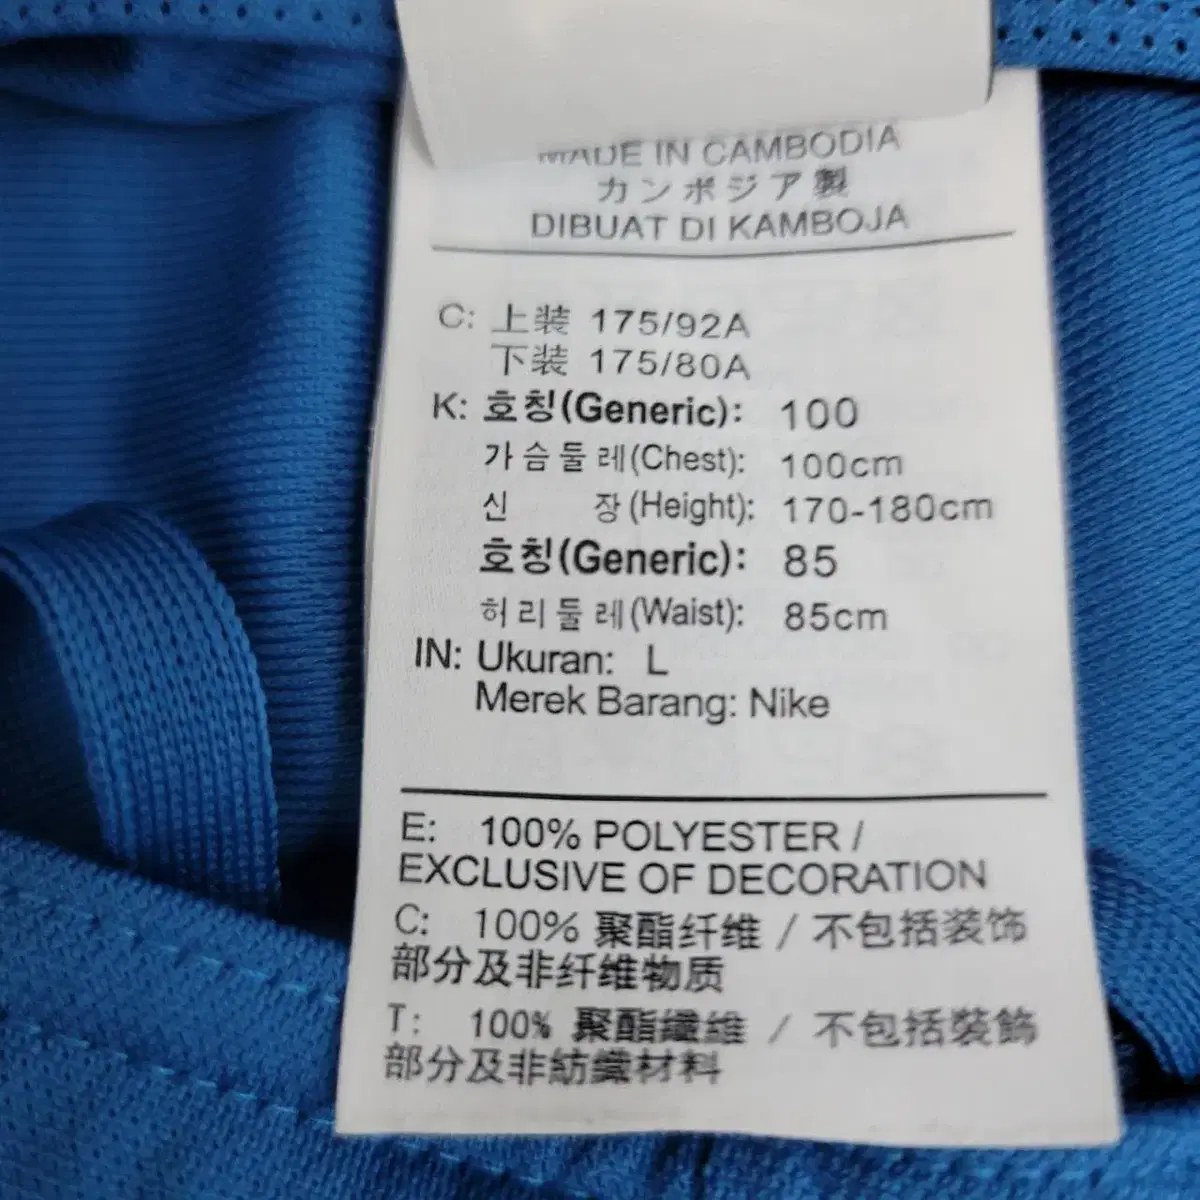 MADE IN CAMBODIA
カンボジア製
DIBUAT DI KAMBOJA
C: 上装 175/92A
下装 175/80A
K: 호칭(Generic): 100
가슴둘레(Chest): 100cm
신 장(Height): 170-180cm
호칭(Generic): 85
허리둘레(Waist): 85cm
IN: Ukuran: L
Merek Barang: Nike
E: 100% POLYESTER /
EXCLUSIVE OF DECORATION
C: 100% 聚酯纤维 / 不包括装饰
部分及非纤维物质
T: 100% 聚酯纖維 / 不包括裝飾
部分及非紡織材料